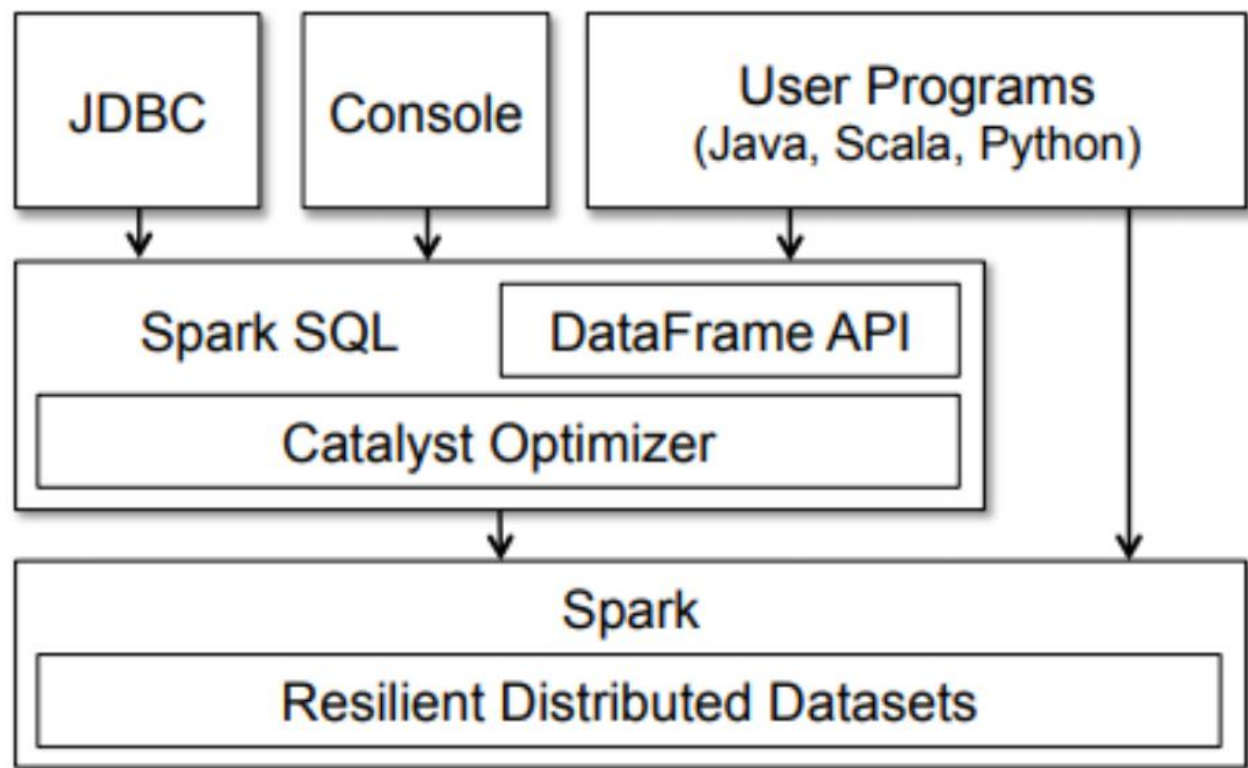 JDBC
Console
User Programs
(Java, Scala, Python)
Spark SQL
DataFrame API
Catalyst Optimizer
Spark
Resilient Distributed Datasets